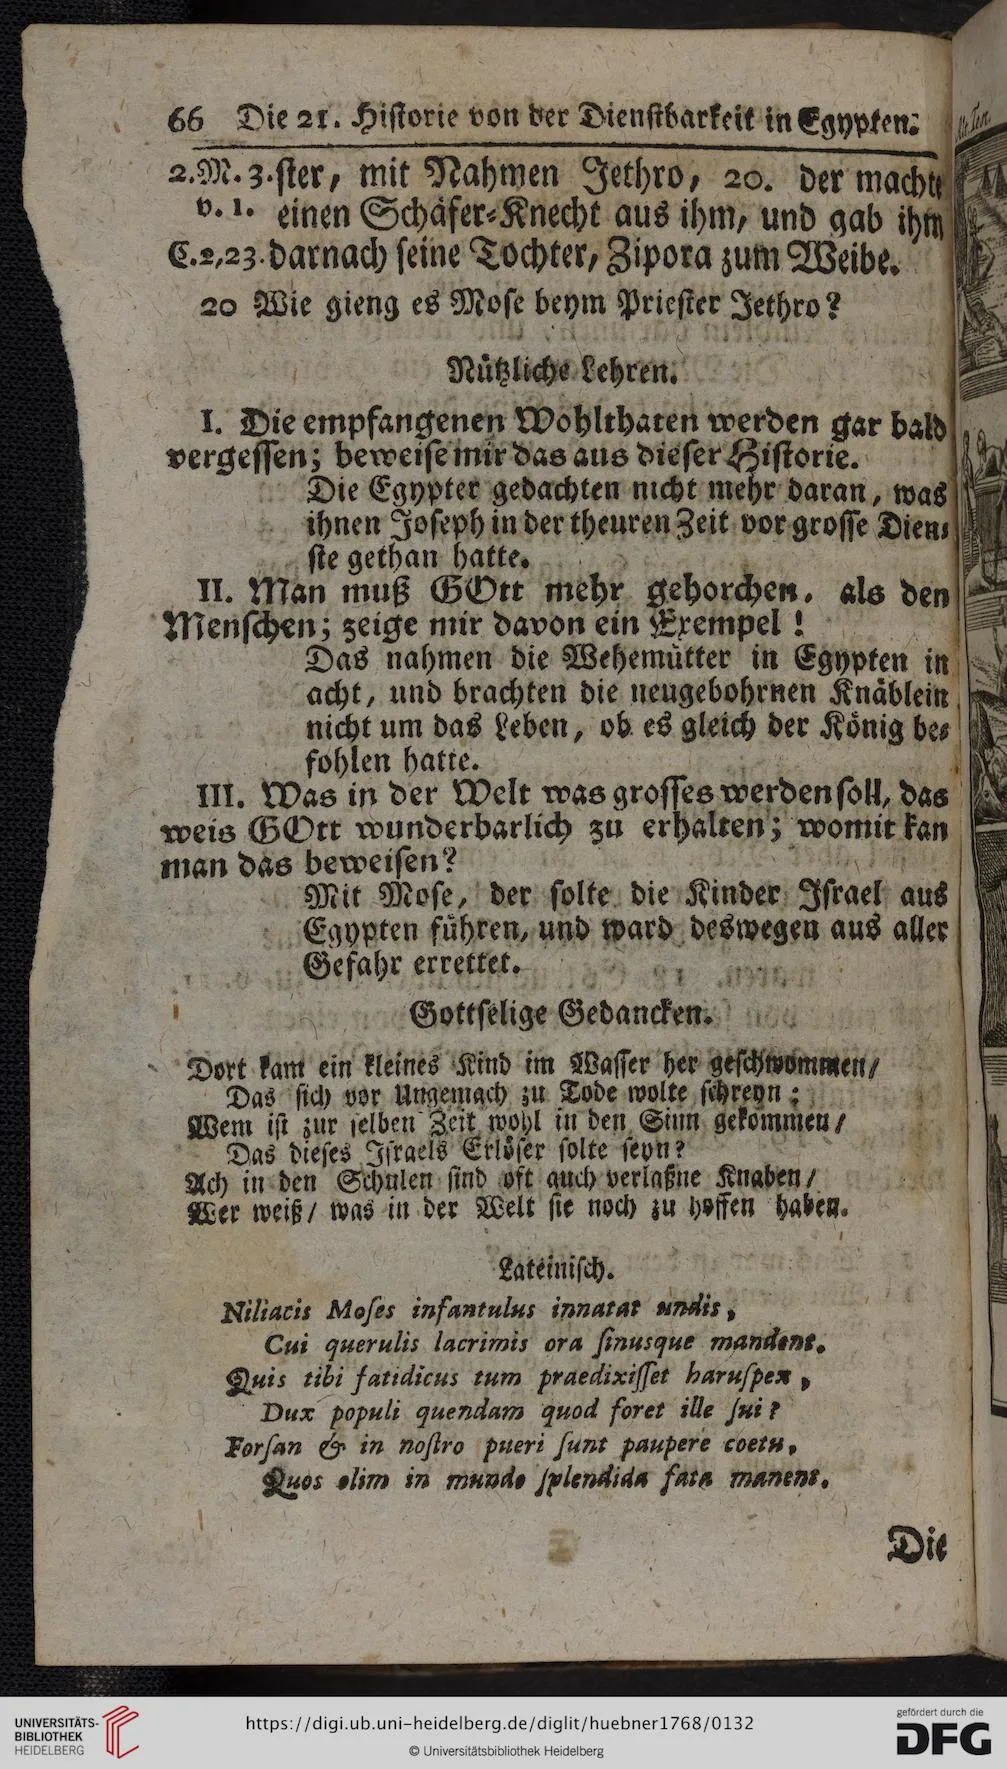 66 Die 21. Historie von der Dienstbarkeit in Egypten.
2.M.3.ster, mit Nahmen Jethro, 20. der machte
v. 1. einen Schäfer-Knecht aus ihm, und gab ihm
C.2,23. darnach seine Tochter, Zipora zum Weibe.
20 Wie gieng es Mose beym Priester Jethro?
Nützliche Lehren.
I. Die empfangenen Wohlthaten werden gar bald
vergessen; beweise mir das aus dieser Historie.
Die Egypter gedachten nicht mehr daran, was
ihnen Joseph in der theuren Zeit vor grosse Dien-
ste gethan hatte.
II. Man muß GOtt mehr gehorchen, als den
Menschen; zeige mir davon ein Exempel!
Das nahmen die Wehemütter in Egypten in
acht, und brachten die neugebohrnen Knäblein
nicht um das Leben, ob es gleich der König be-
fohlen hatte.
III. Was in der Welt was grosses werden soll, das
weis GOtt wunderbarlich zu erhalten; womit kan
man das beweisen?
Mit Mose, der solte die Kinder Israel aus
Egypten führen, und ward deswegen aus aller
Gefahr errettet.
Gottselige Gedancken.
Dort kam ein kleines Kind im Wasser her geschwommen/
Das sich vor Ungemach zu Tode wolte schreyn;
Wem ist zur selben Zeit wohl in den Sinn gekommen/
Das dieses Israels Erlöser solte seyn?
Ach in den Schulen sind oft auch verlaßne Knaben/
Wer weiß/ was in der Welt sie noch zu hoffen haben.
Lateinisch.
Niliacis Moses infantulus innatat undis,
Cui querulis lacrimis ora sinusque mandent.
Quis tibi fatidicus tum praedixisset haruspex,
Dux populi quendam quod foret ille sui?
Forsan & in nostro pueri sunt paupere coetu,
Quos olim in mundo splendida fata manent.
Die
UNIVERSITÄTS-
BIBLIOTHEK
HEIDELBERG
https://digi.ub.uni-heidelberg.de/diglit/huebner1768/0132
© Universitätsbibliothek Heidelberg
gefördert durch die
DFG